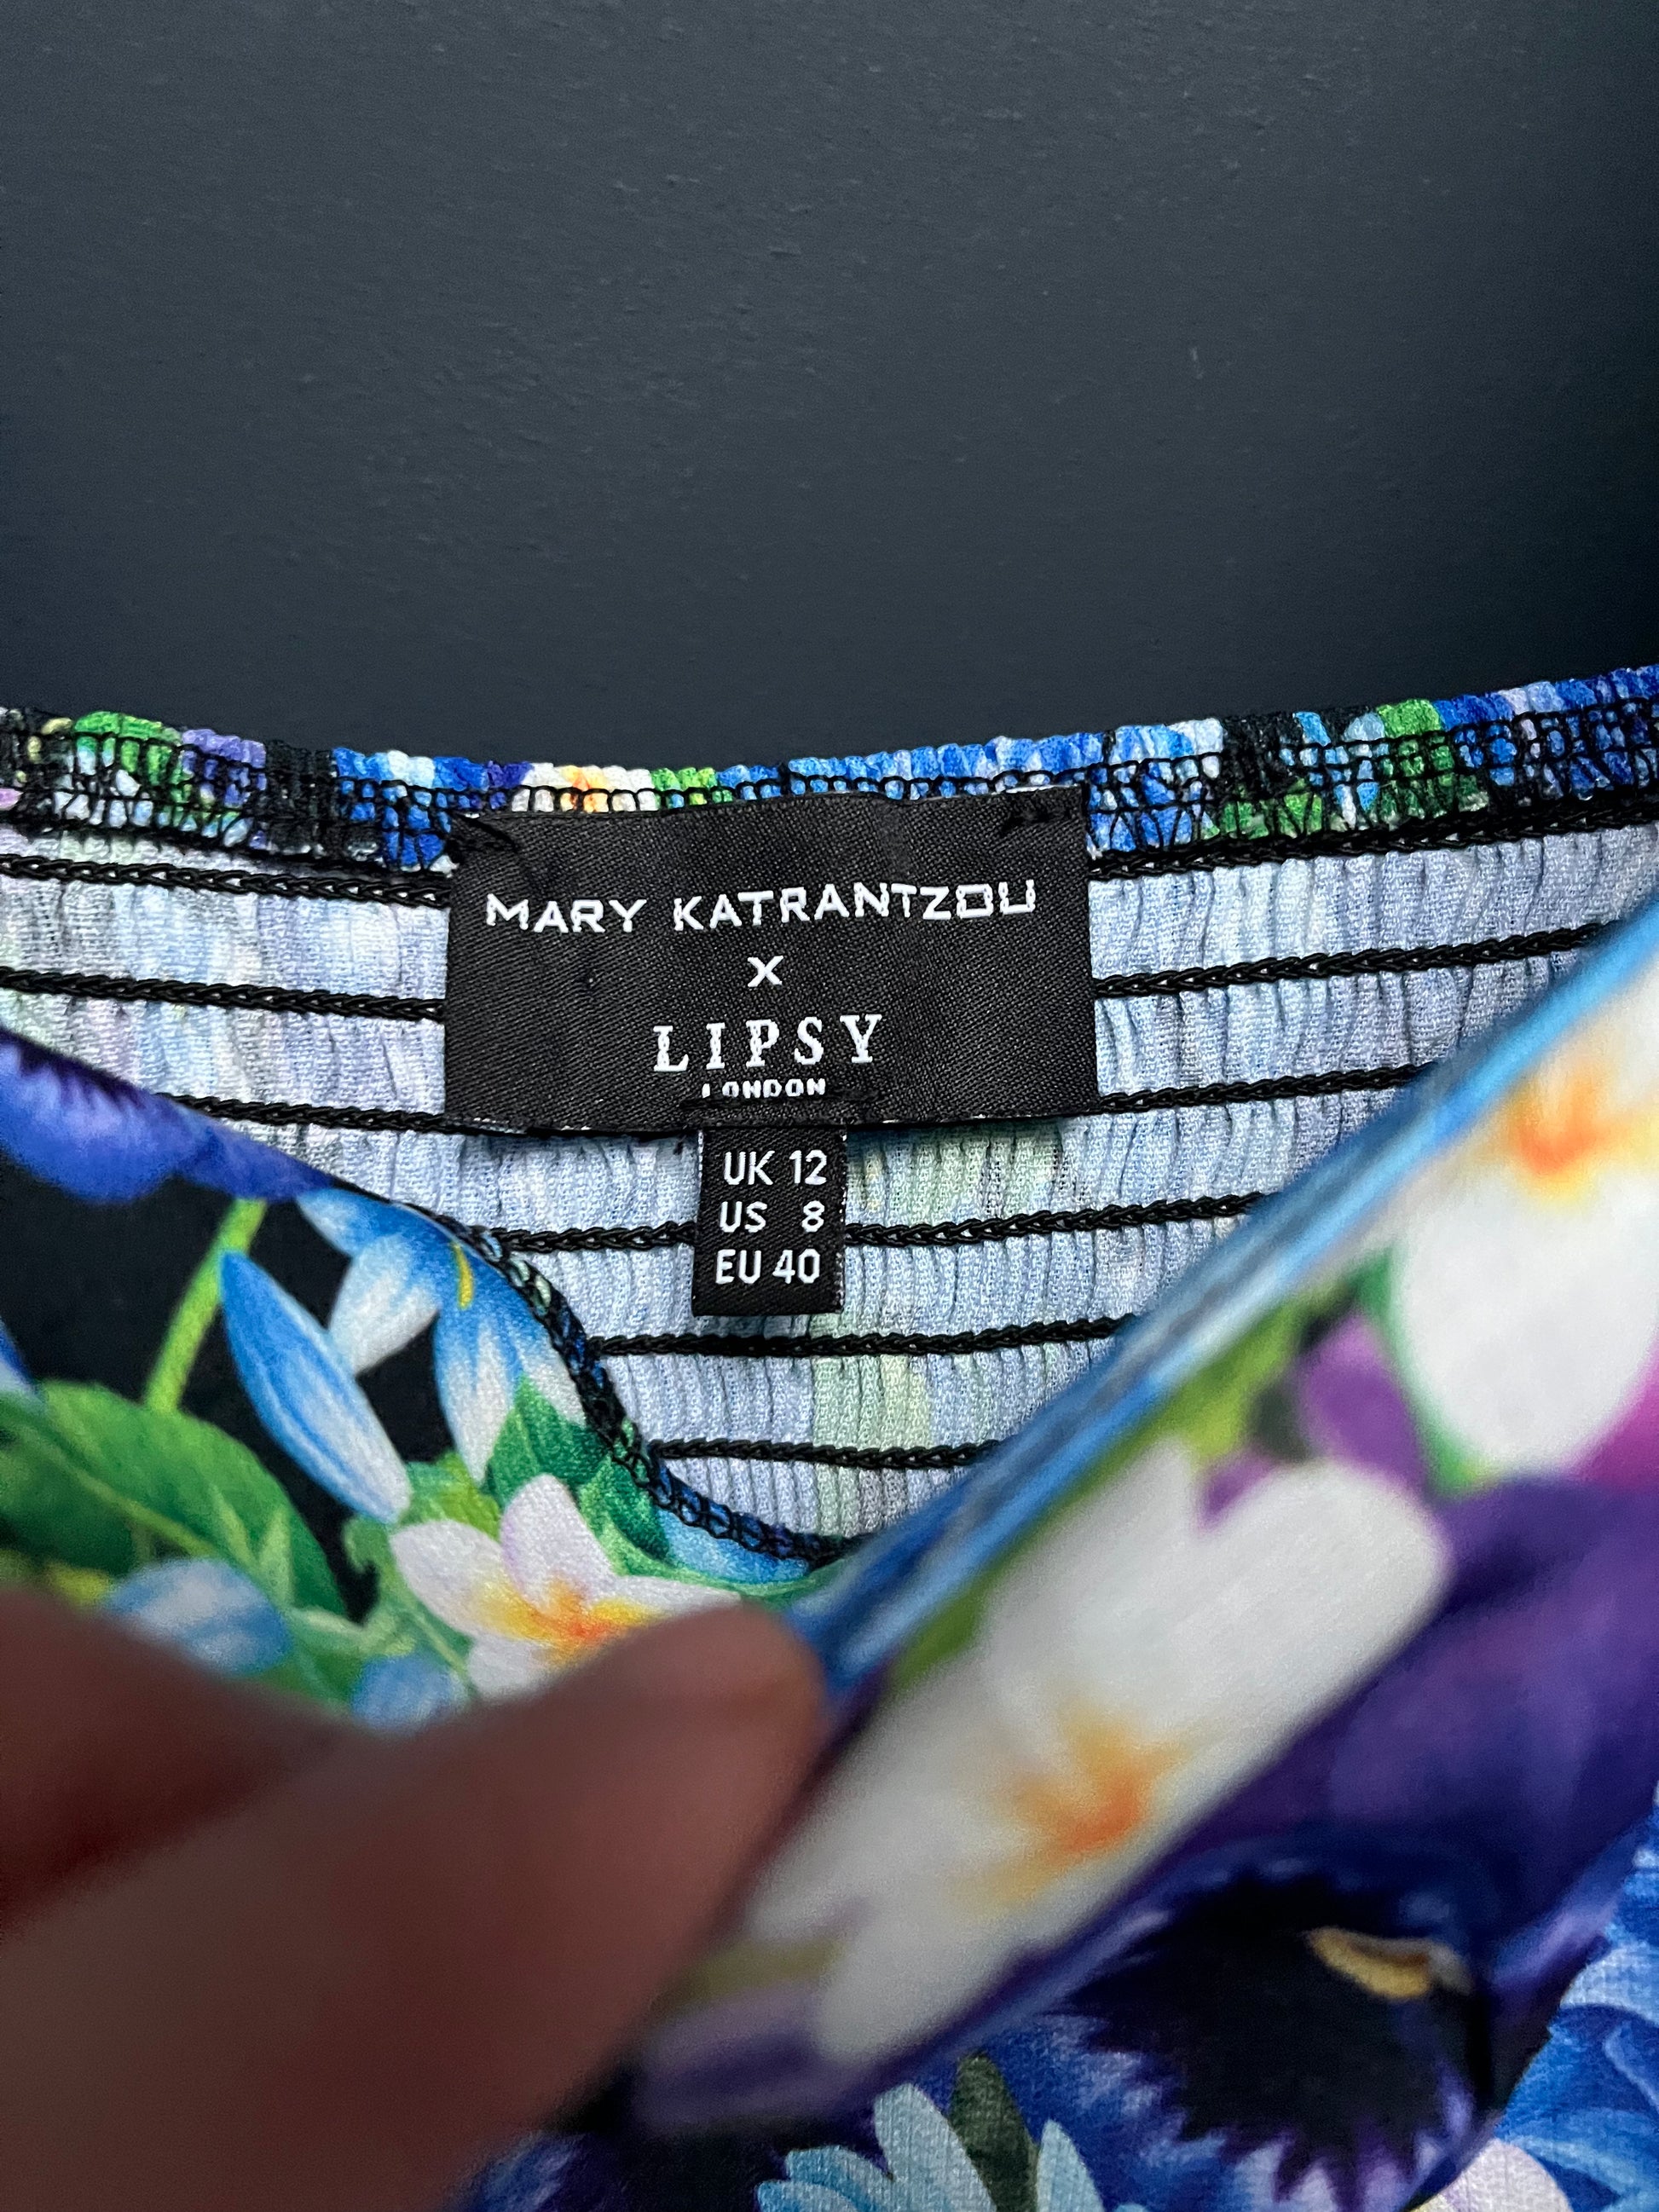 MARY KATRANTZOU
X
LIPSY
LONDON
UK 12
US 8
EU 40